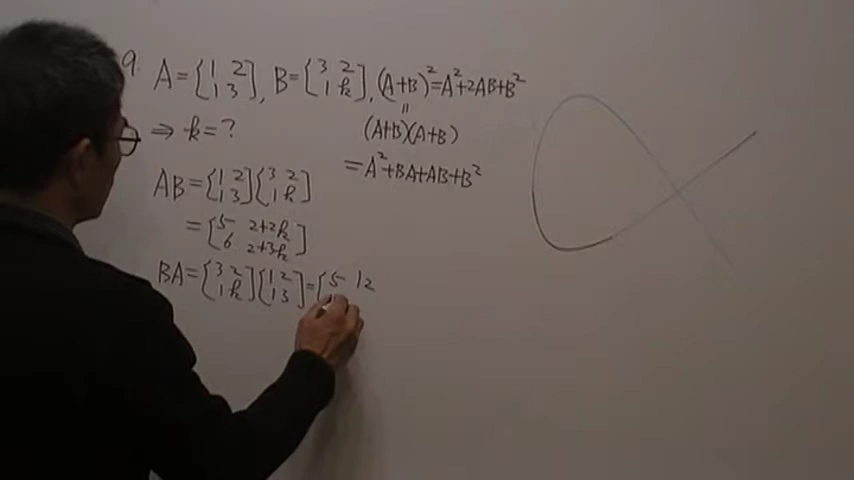 9. A=[1 2 1 3], B=[3 2 1 k], (A+B)²=A²+2AB+B²
⇒ k=?
〃
(A+B)(A+B)
=A²+BA+AB+B²
AB=[1 2 1 3][3 2 1 k]
=[5 2+2k 6 2+3k]
BA=[3 2 1 k][1 2 1 3]=[5 12